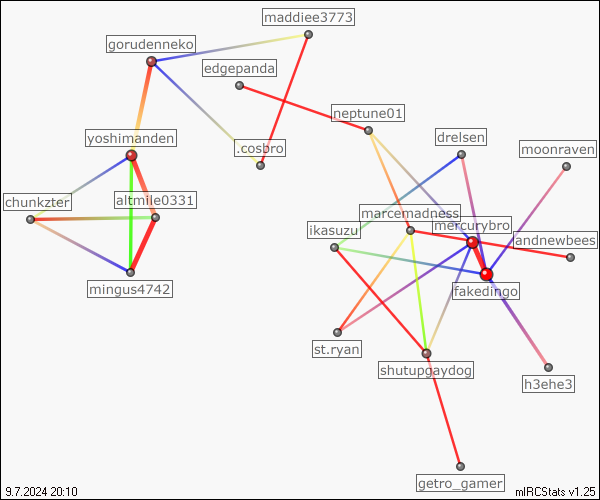 maddiee3773
gorudenneko
edgepanda
neptune01
yoshimanden
drelsen
.cosbro
moonraven
chunkzter
altmile0331
marcemadness
mercurybro
ikasuzu
andnewbees
mingus4742
fakedingo
st.ryan
shutupgaydog
h3ehe3
getro_gamer
9.7.2024 20:10
mIRCStats v1.25